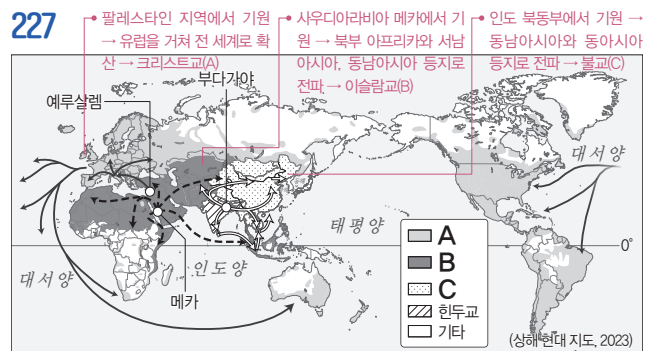 227
팔레스타인 지역에서 기원
→ 유럽을 거쳐 전 세계로 확
산 → 크리스트교(A)
사우디아라비아 메카에서 기
원 → 북부 아프리카와 서남
아시아, 동남아시아 등지로
전파 → 이슬람교(B)
인도 북동부에서 기원 →
동남아시아와 동아시아
등지로 전파 → 불교(C)
부다가야
예루살렘
대서양
태평양
0°
인도양
대서양
메카
A
B
C
힌두교
기타
(상해 현대 지도, 2023)